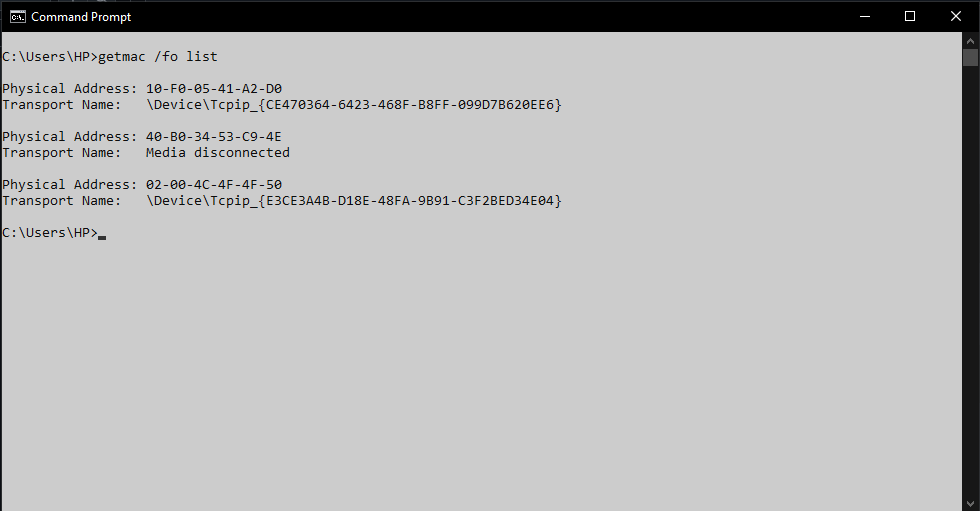 Command Prompt
C:\Users\HP>getmac /fo list
Physical Address: 10-F0-05-41-A2-D0
Transport Name:   \Device\Tcpip_{CE470364-6423-468F-B8FF-099D7B620EE6}
Physical Address: 40-B0-34-53-C9-4E
Transport Name:   Media disconnected
Physical Address: 02-00-4C-4F-4F-50
Transport Name:   \Device\Tcpip_{E3CE3A4B-D18E-48FA-9B91-C3F2BED34E04}
C:\Users\HP>